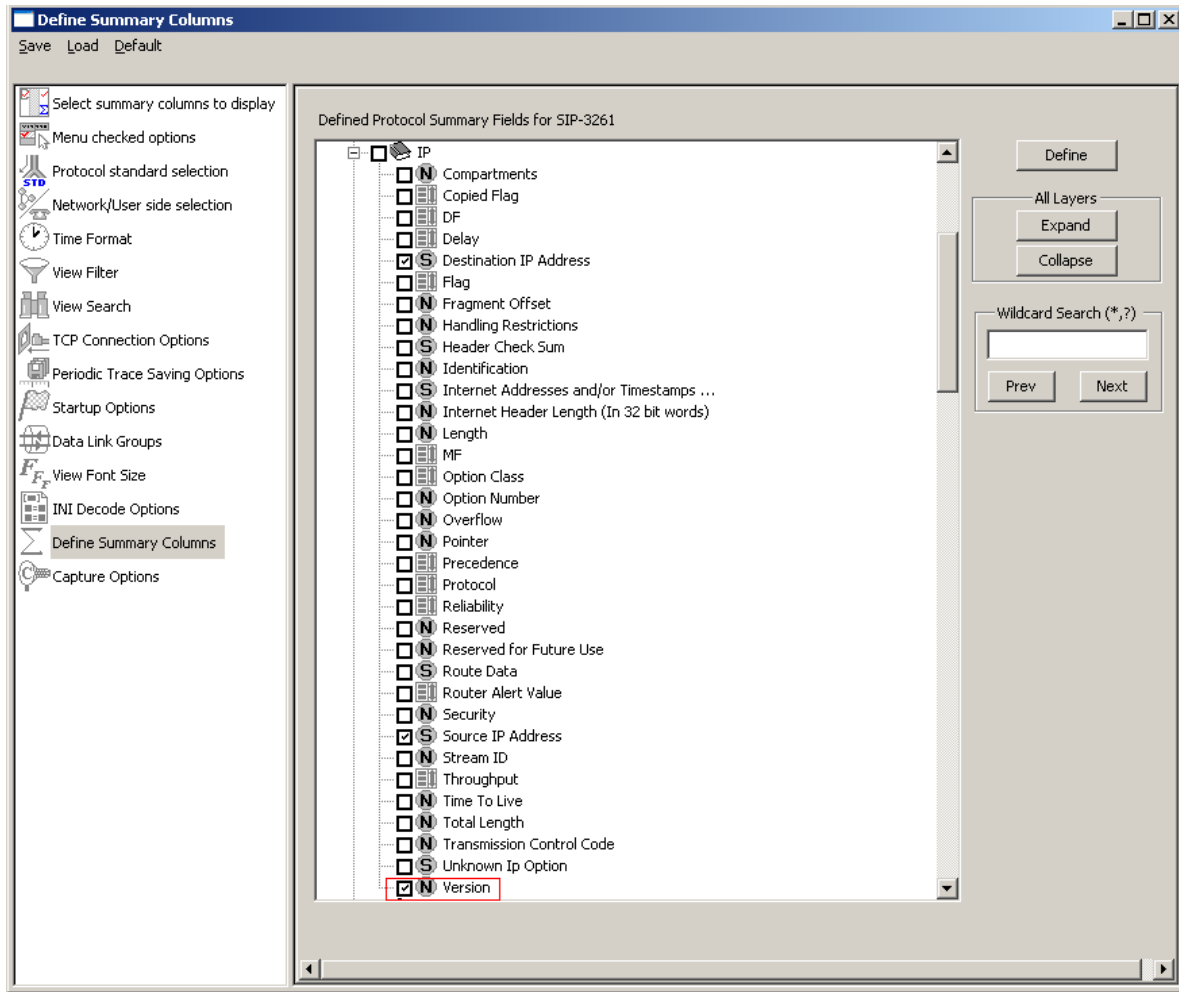 Define Summary Columns
Save Load Default
Select summary columns to display
Menu checked options
STD
Protocol standard selection
Network/User side selection
Time Format
View Filter
View Search
TCP Connection Options
Periodic Trace Saving Options
Startup Options
Data Link Groups
View Font Size
INI Decode Options
Define Summary Columns
Capture Options
Defined Protocol Summary Fields for SIP-3261
IP
N Compartments
Copied Flag
DF
Delay
S Destination IP Address
Flag
N Fragment Offset
N Handling Restrictions
S Header Check Sum
N Identification
S Internet Addresses and/or Timestamps ...
N Internet Header Length (In 32 bit words)
N Length
MF
Option Class
N Option Number
N Overflow
N Pointer
Precedence
Protocol
Reliability
N Reserved
N Reserved for Future Use
S Route Data
Router Alert Value
N Security
S Source IP Address
N Stream ID
Throughput
N Time To Live
N Total Length
N Transmission Control Code
S Unknown Ip Option
N Version
Define
All Layers
Expand
Collapse
Wildcard Search (*,?)
Prev Next